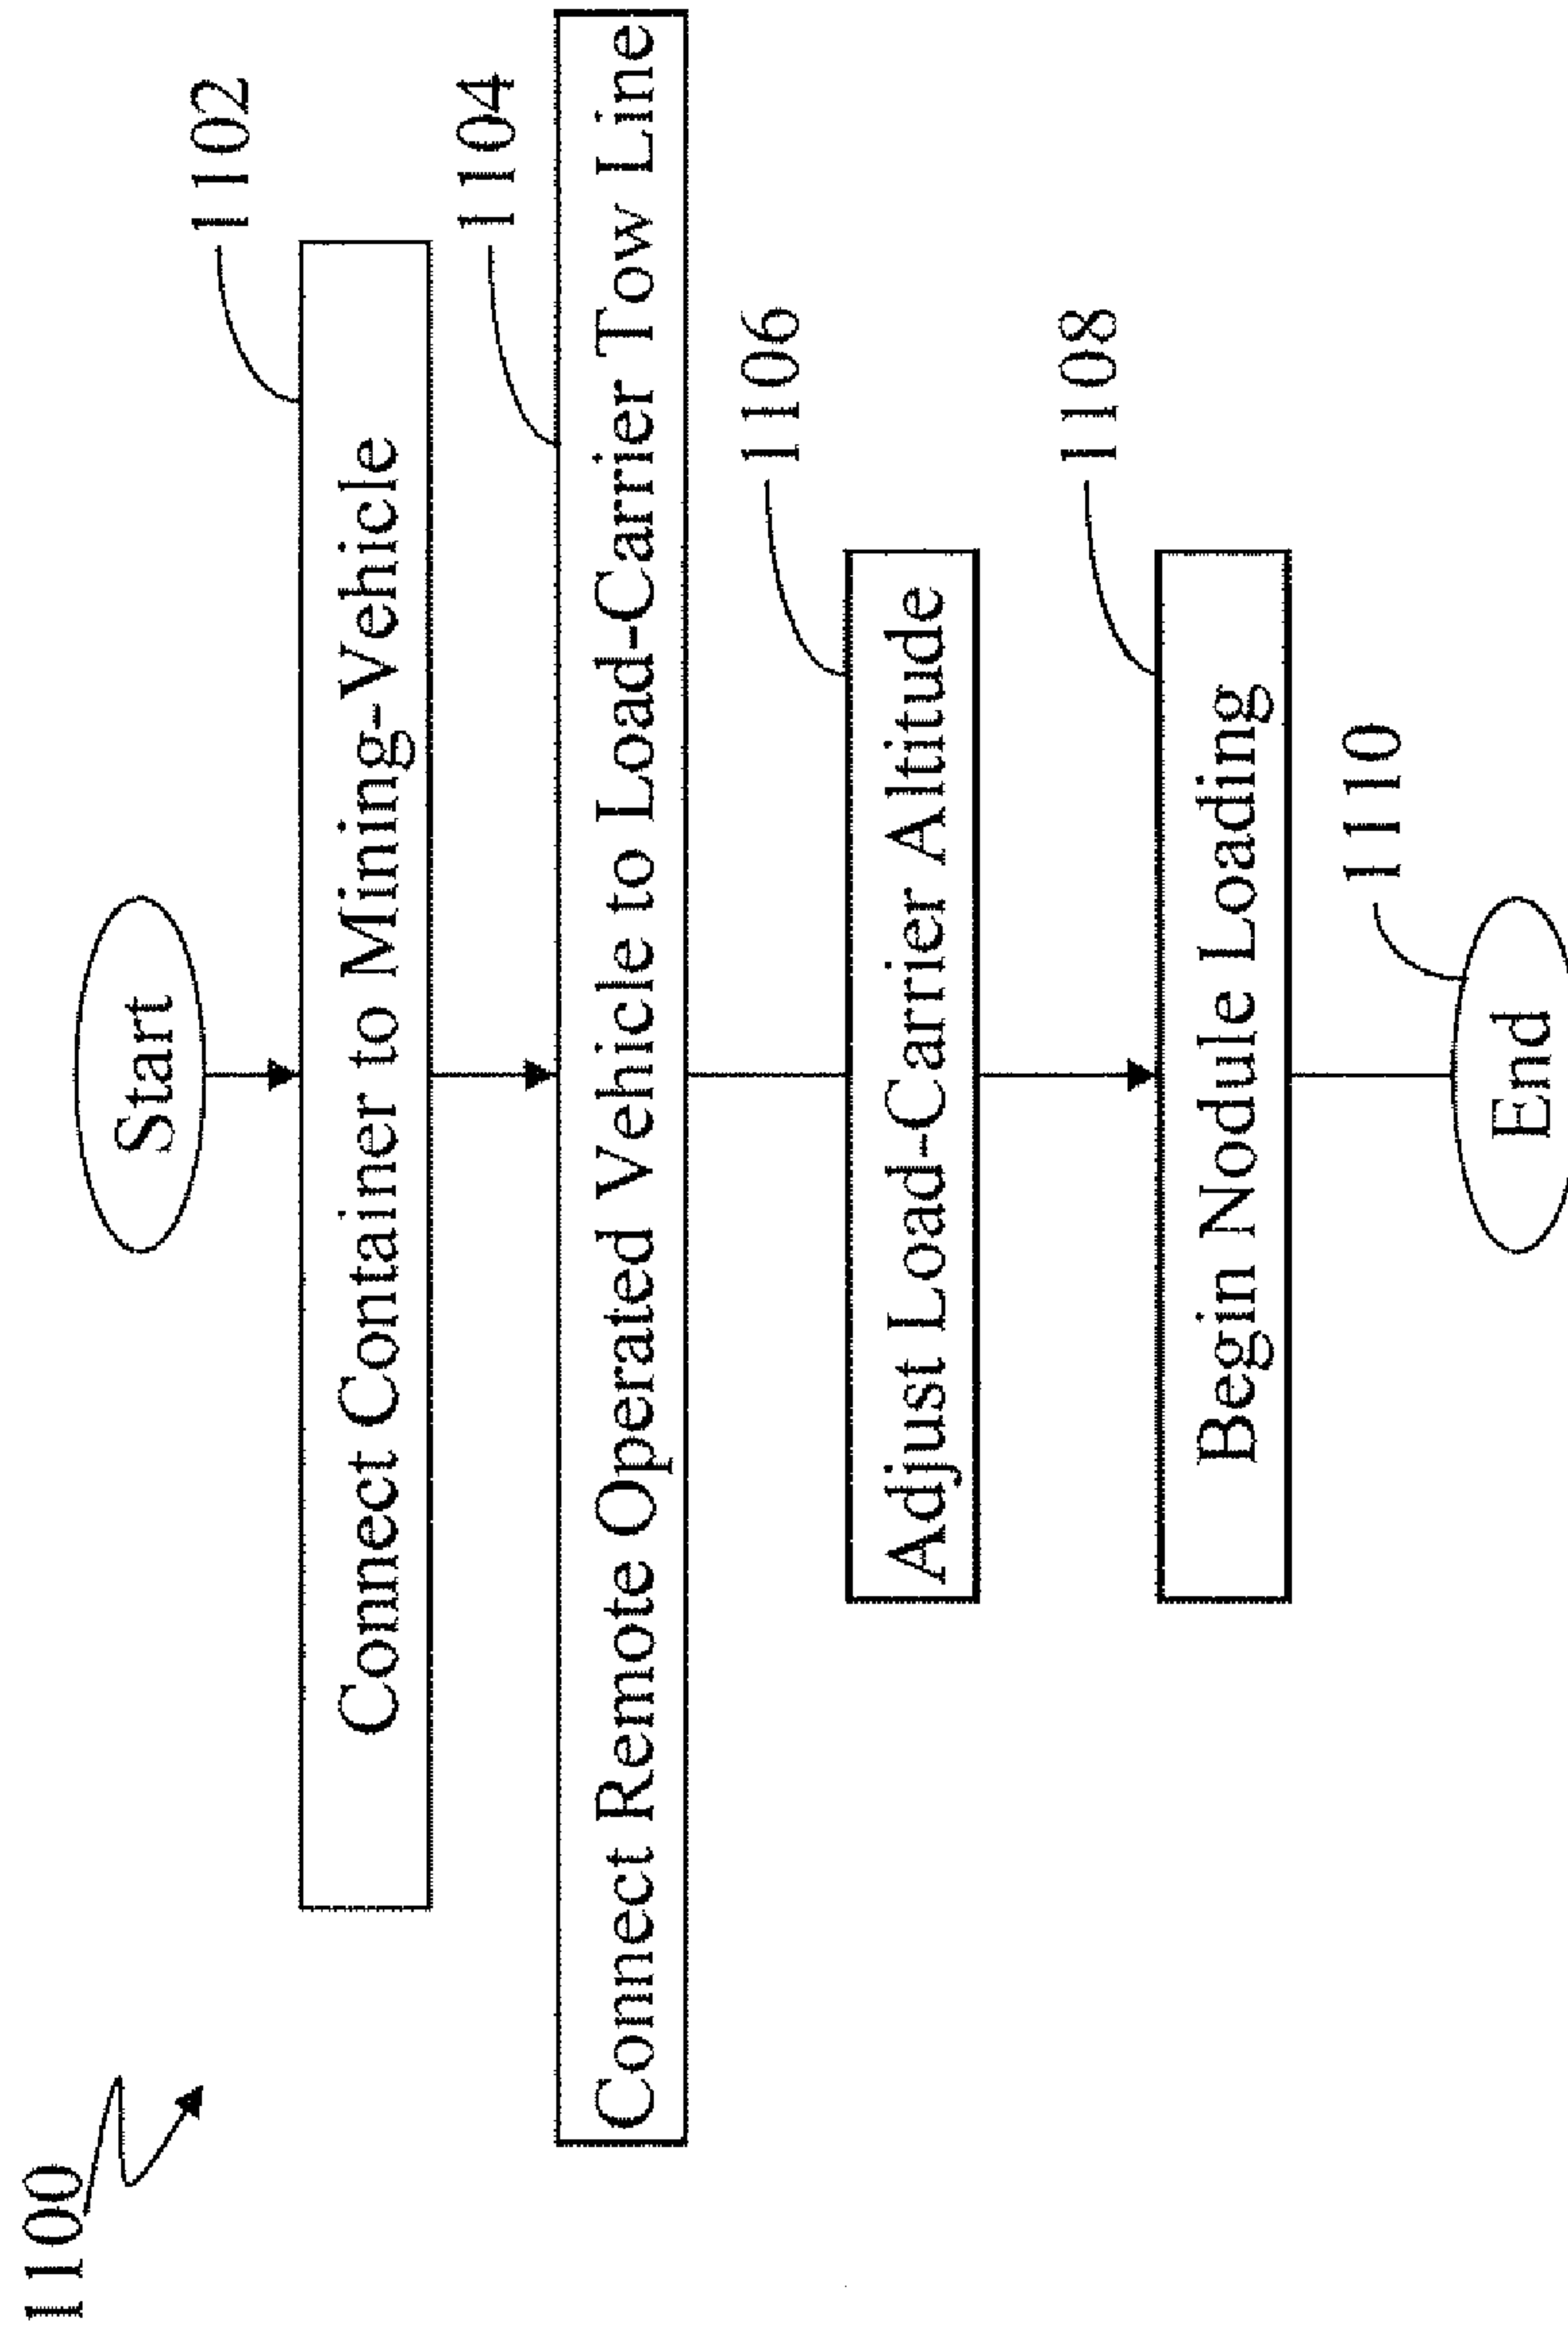 1100
Start
1102
Connect Container to Mining-Vehicle
1104
Connect Remote Operated Vehicle to Load-Carrier Tow Line
1106
Adjust Load-Carrier Altitude
1108
Begin Nodule Loading
1110
End